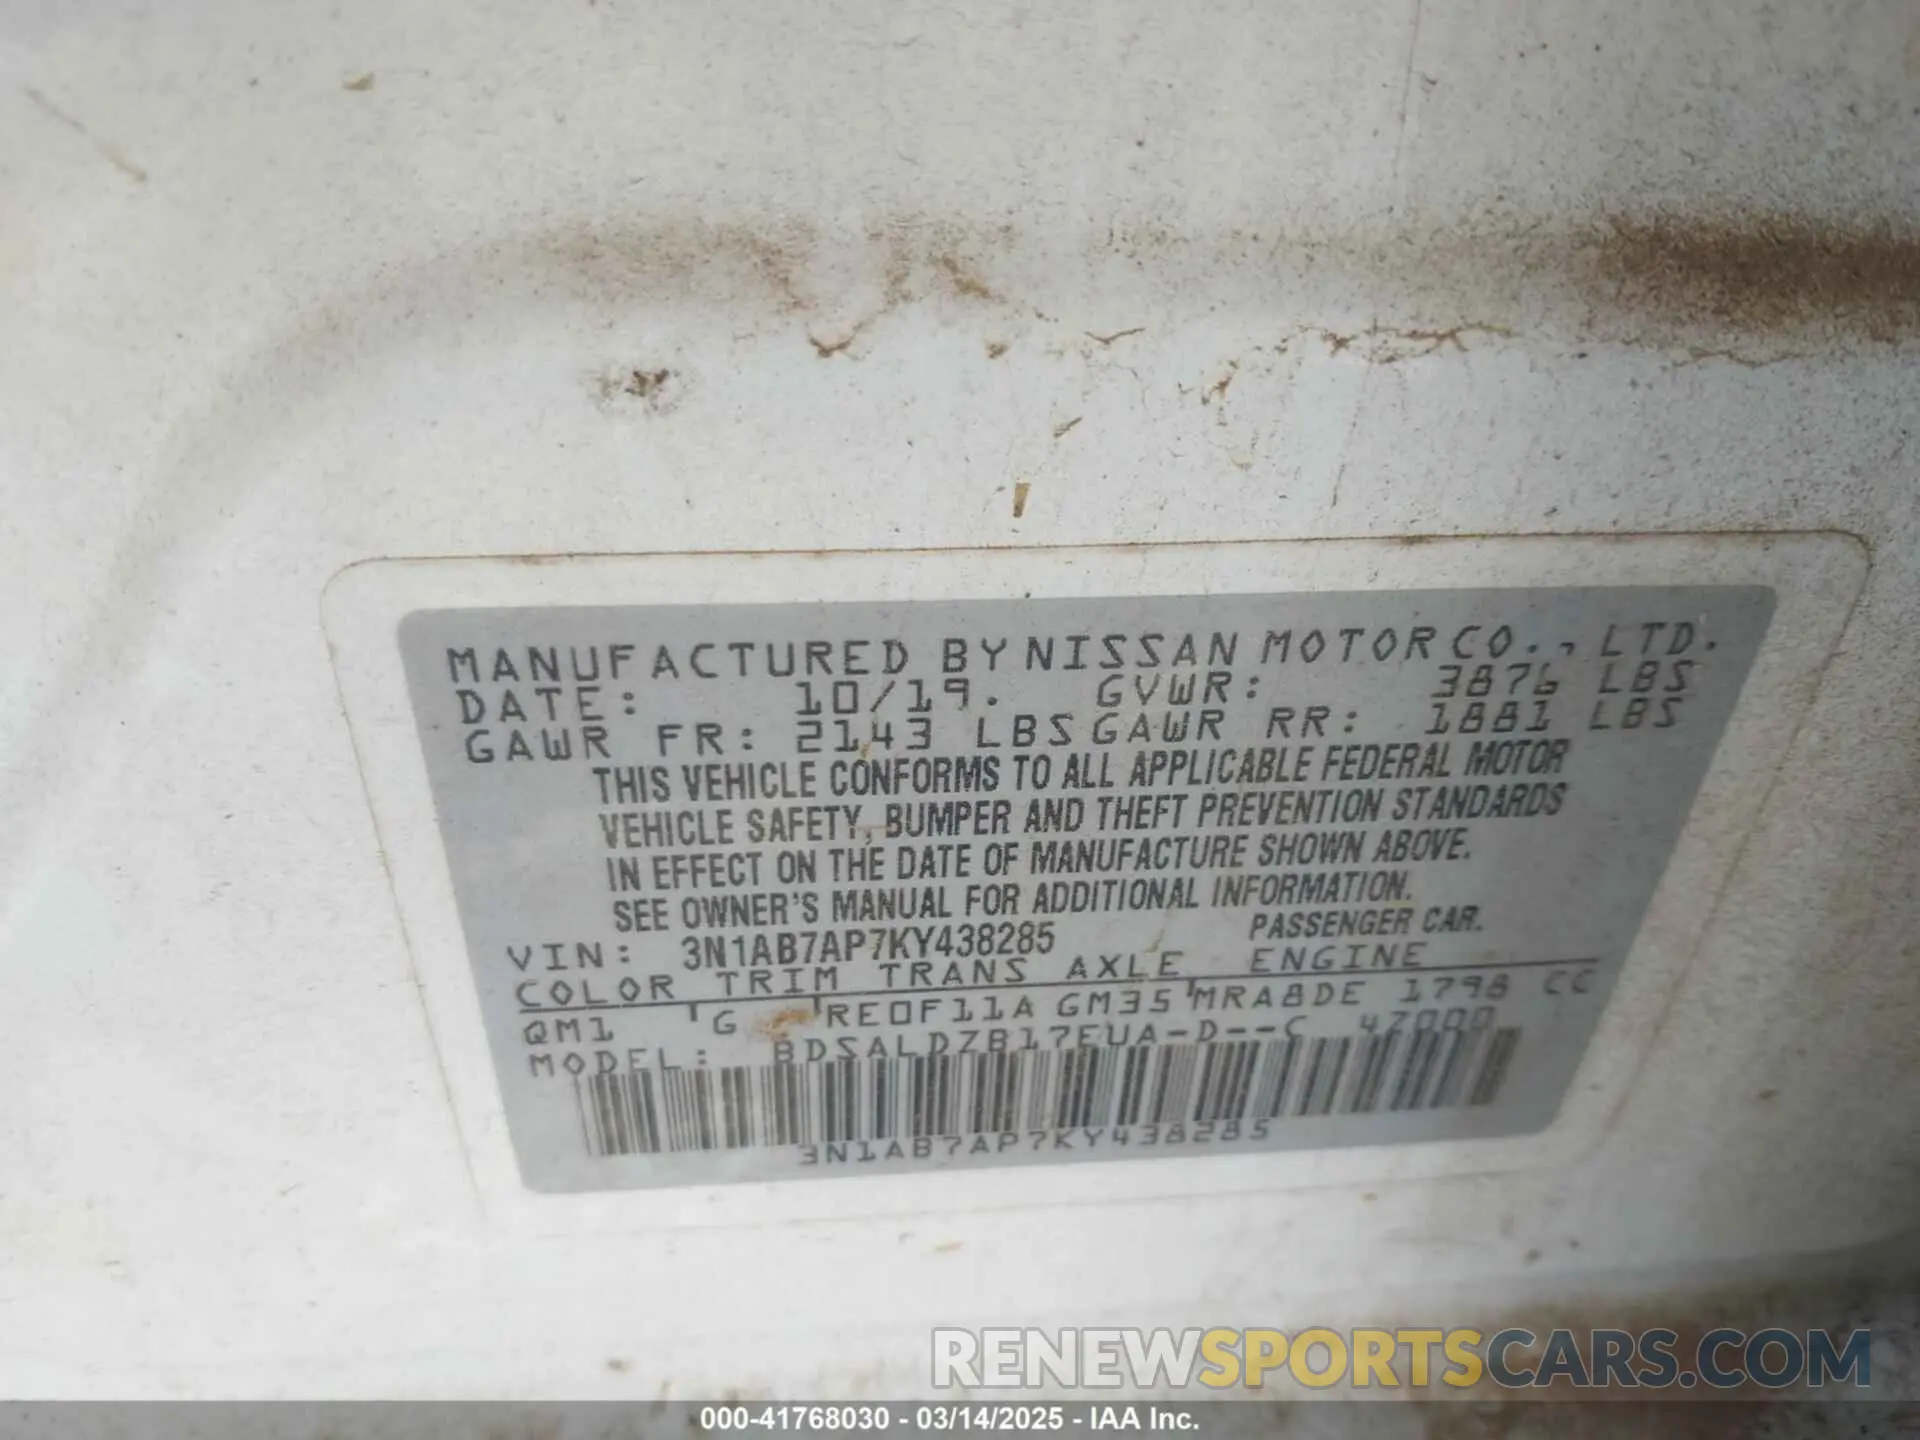 MANUFACTURED BY NISSAN MOTOR CO., LTD.
DATE: 10/19. GVWR: 3876 LBS
GAWR FR: 2143 LBS GAWR RR: 1881 LBS
THIS VEHICLE CONFORMS TO ALL APPLICABLE FEDERAL MOTOR
VEHICLE SAFETY, BUMPER AND THEFT PREVENTION STANDARDS
IN EFFECT ON THE DATE OF MANUFACTURE SHOWN ABOVE.
SEE OWNER'S MANUAL FOR ADDITIONAL INFORMATION.
VIN: 3N1AB7AP7KY438285 PASSENGER CAR.
COLOR TRIM TRANS AXLE ENGINE
QM1 G RE0F11A GM35 MRA8DE 1798 CC
MODEL: BDSALDZB17EUA-D--C 47000
3N1AB7AP7KY438285
RENEWSPORTSCARS.COM
000-41768030 - 03/14/2025 - IAA Inc.